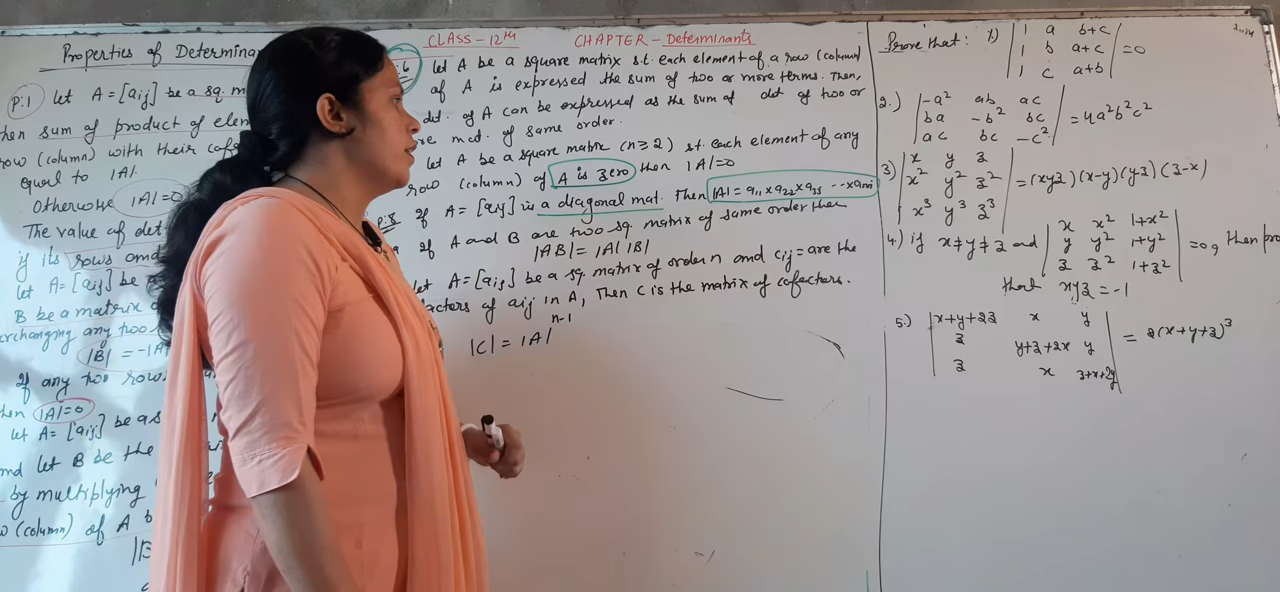 Properties of Determinan
P:1 let A = [aij] be a sq. m
hen sum of product of elem
row (column) with their cofa
equal to |A|.
Otherwise |A|=0
The value of det
if its rows and
let A = [aij] be
B be a matrix
erchanging any two
|B| = -|A
If any two rows
then |A|=0
let A = [aij] be a s
and let B be the
by multiplying
w (column) of A b
|B
CLASS - 12TH CHAPTER - Determinants
:6 let A be a square matrix s.t. each element of a row (column)
of A is expressed the sum of two or more terms. Then,
det. of A can be expressed as the sum of det of two or
re mat. of same order.
let A be a square matrix (n≥2) s.t. each element of any
row (column) of A is zero then |A|=0
p:8 If A = [aij] is a diagonal mat. Then |A| = a11 x a22 x a33 --- x ann
If A and B are two sq. matrix of same order then
|AB| = |A| |B|
let A = [aij] be a sq. matrix of order n and cij = are the
factors of aij in A, Then C is the matrix of cofactors.
|C| = |A|^n-1
Prove that: 1) | 1 a b+c |
| 1 b a+c | = 0
| 1 c a+b |
2.) | -a² ab ac |
| ba -b² bc | = 4a²b²c²
| ac bc -c² |
3) | x y z |
| x² y² z² | = (xyz)(x-y)(yz)(z-x)
| x³ y³ z³ |
4.) if x≠y≠z and | x x² 1+x² |
| y y² 1+y² | = 0, then pro
| z z² 1+z² |
that xyz = -1
5.) | x+y+2z x y |
| z y+z+2x y | = 2(x+y+z)³
| z x z+x+2y |